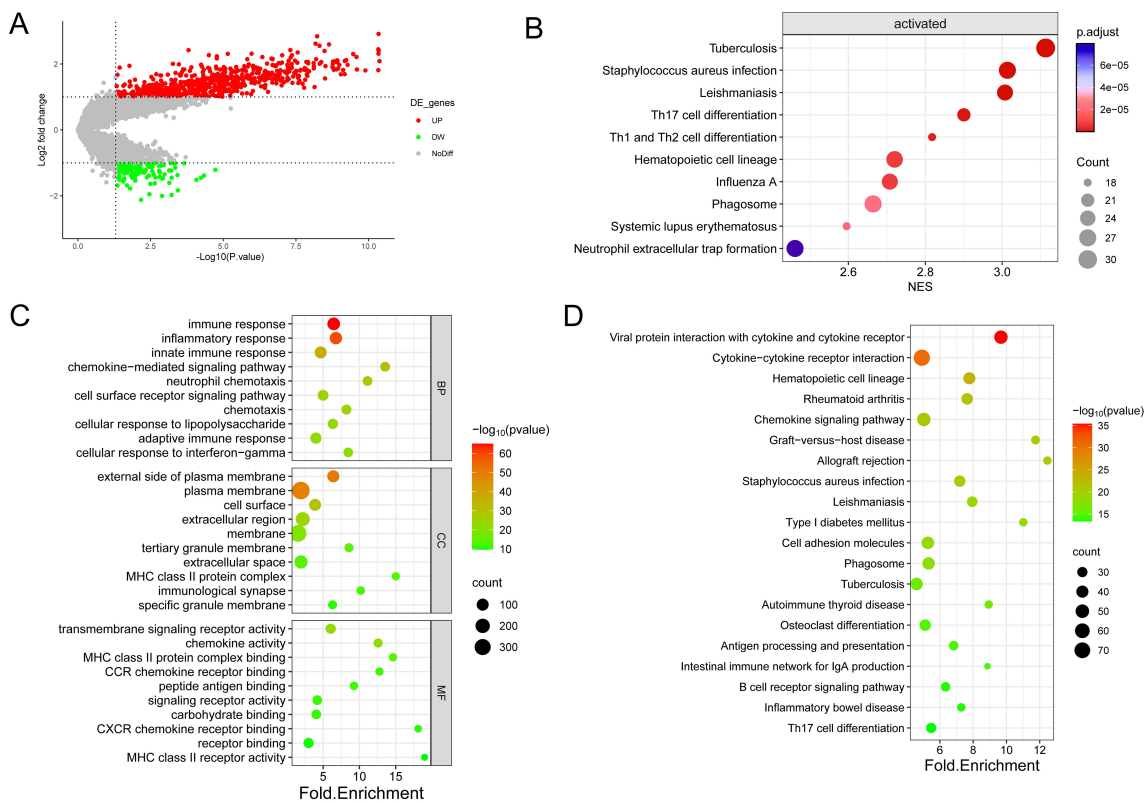 A
Log2 fold change
2
0
−2
0.0
2.5
5.0
7.5
10.0
-Log10(P.value)
DE_genes
UP
DW
NoDiff
B
activated
Tuberculosis
Staphylococcus aureus infection
Leishmaniasis
Th17 cell differentiation
Th1 and Th2 cell differentiation
Hematopoietic cell lineage
Influenza A
Phagosome
Systemic lupus erythematosus
Neutrophil extracellular trap formation
2.6
2.8
3.0
NES
p.adjust
6e−05
4e−05
2e−05
Count
18
21
24
27
30
C
immune response
inflammatory response
innate immune response
chemokine−mediated signaling pathway
neutrophil chemotaxis
cell surface receptor signaling pathway
chemotaxis
cellular response to lipopolysaccharide
adaptive immune response
cellular response to interferon−gamma
BP
external side of plasma membrane
plasma membrane
cell surface
extracellular region
membrane
tertiary granule membrane
extracellular space
MHC class II protein complex
immunological synapse
specific granule membrane
CC
transmembrane signaling receptor activity
chemokine activity
MHC class II protein complex binding
CCR chemokine receptor binding
peptide antigen binding
signaling receptor activity
carbohydrate binding
CXCR chemokine receptor binding
receptor binding
MHC class II receptor activity
MF
5
10
15
Fold.Enrichment
−log10(pvalue)
60
50
40
30
20
10
count
100
200
300
D
Viral protein interaction with cytokine and cytokine receptor
Cytokine−cytokine receptor interaction
Hematopoietic cell lineage
Rheumatoid arthritis
Chemokine signaling pathway
Graft−versus−host disease
Allograft rejection
Staphylococcus aureus infection
Leishmaniasis
Type I diabetes mellitus
Cell adhesion molecules
Phagosome
Tuberculosis
Autoimmune thyroid disease
Osteoclast differentiation
Antigen processing and presentation
Intestinal immune network for IgA production
B cell receptor signaling pathway
Inflammatory bowel disease
Th17 cell differentiation
6
8
10
12
Fold.Enrichment
−log10(pvalue)
35
30
25
20
15
count
30
40
50
60
70